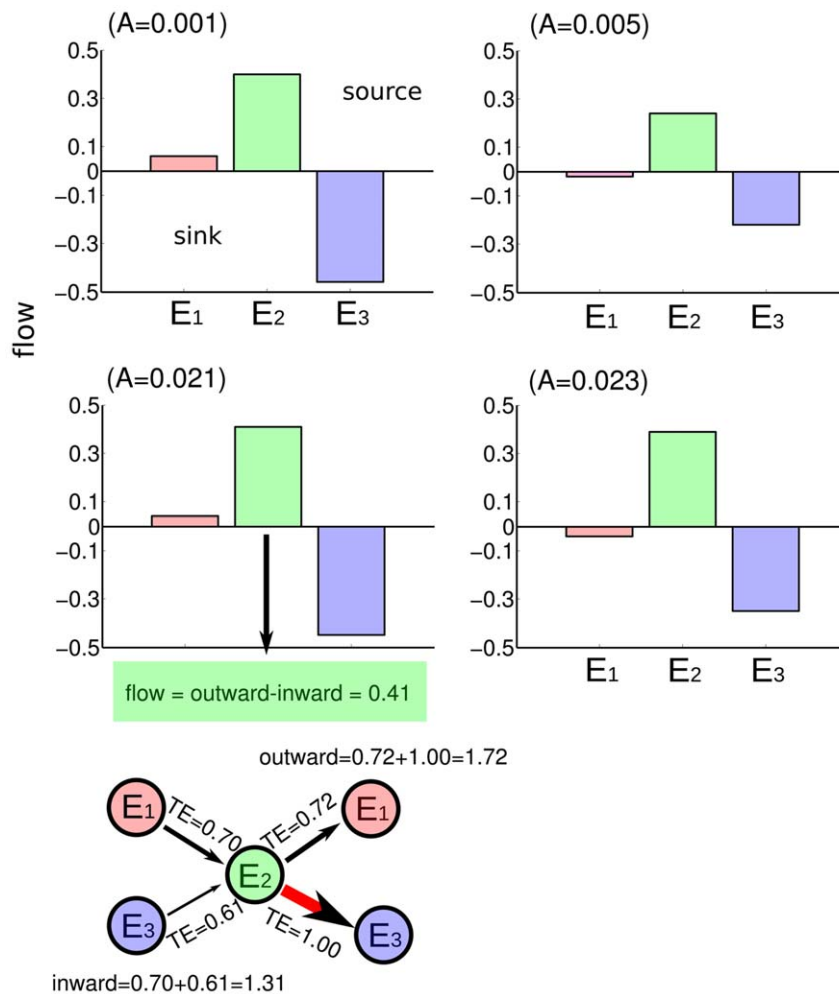 (A=0.001)
0.5
0.3
0.1
0
−0.1
−0.3
−0.5
source
sink
E1 E2 E3
(A=0.005)
0.5
0.3
0.1
0
−0.1
−0.3
−0.5
E1 E2 E3
flow
(A=0.021)
0.5
0.3
0.1
0
−0.1
−0.3
−0.5
(A=0.023)
0.5
0.3
0.1
0
−0.1
−0.3
−0.5
E1 E2 E3
flow = outward-inward = 0.41
outward=0.72+1.00=1.72
E1
TE=0.70
TE=0.72
E1
E2
E3
TE=0.61
TE=1.00
E3
inward=0.70+0.61=1.31